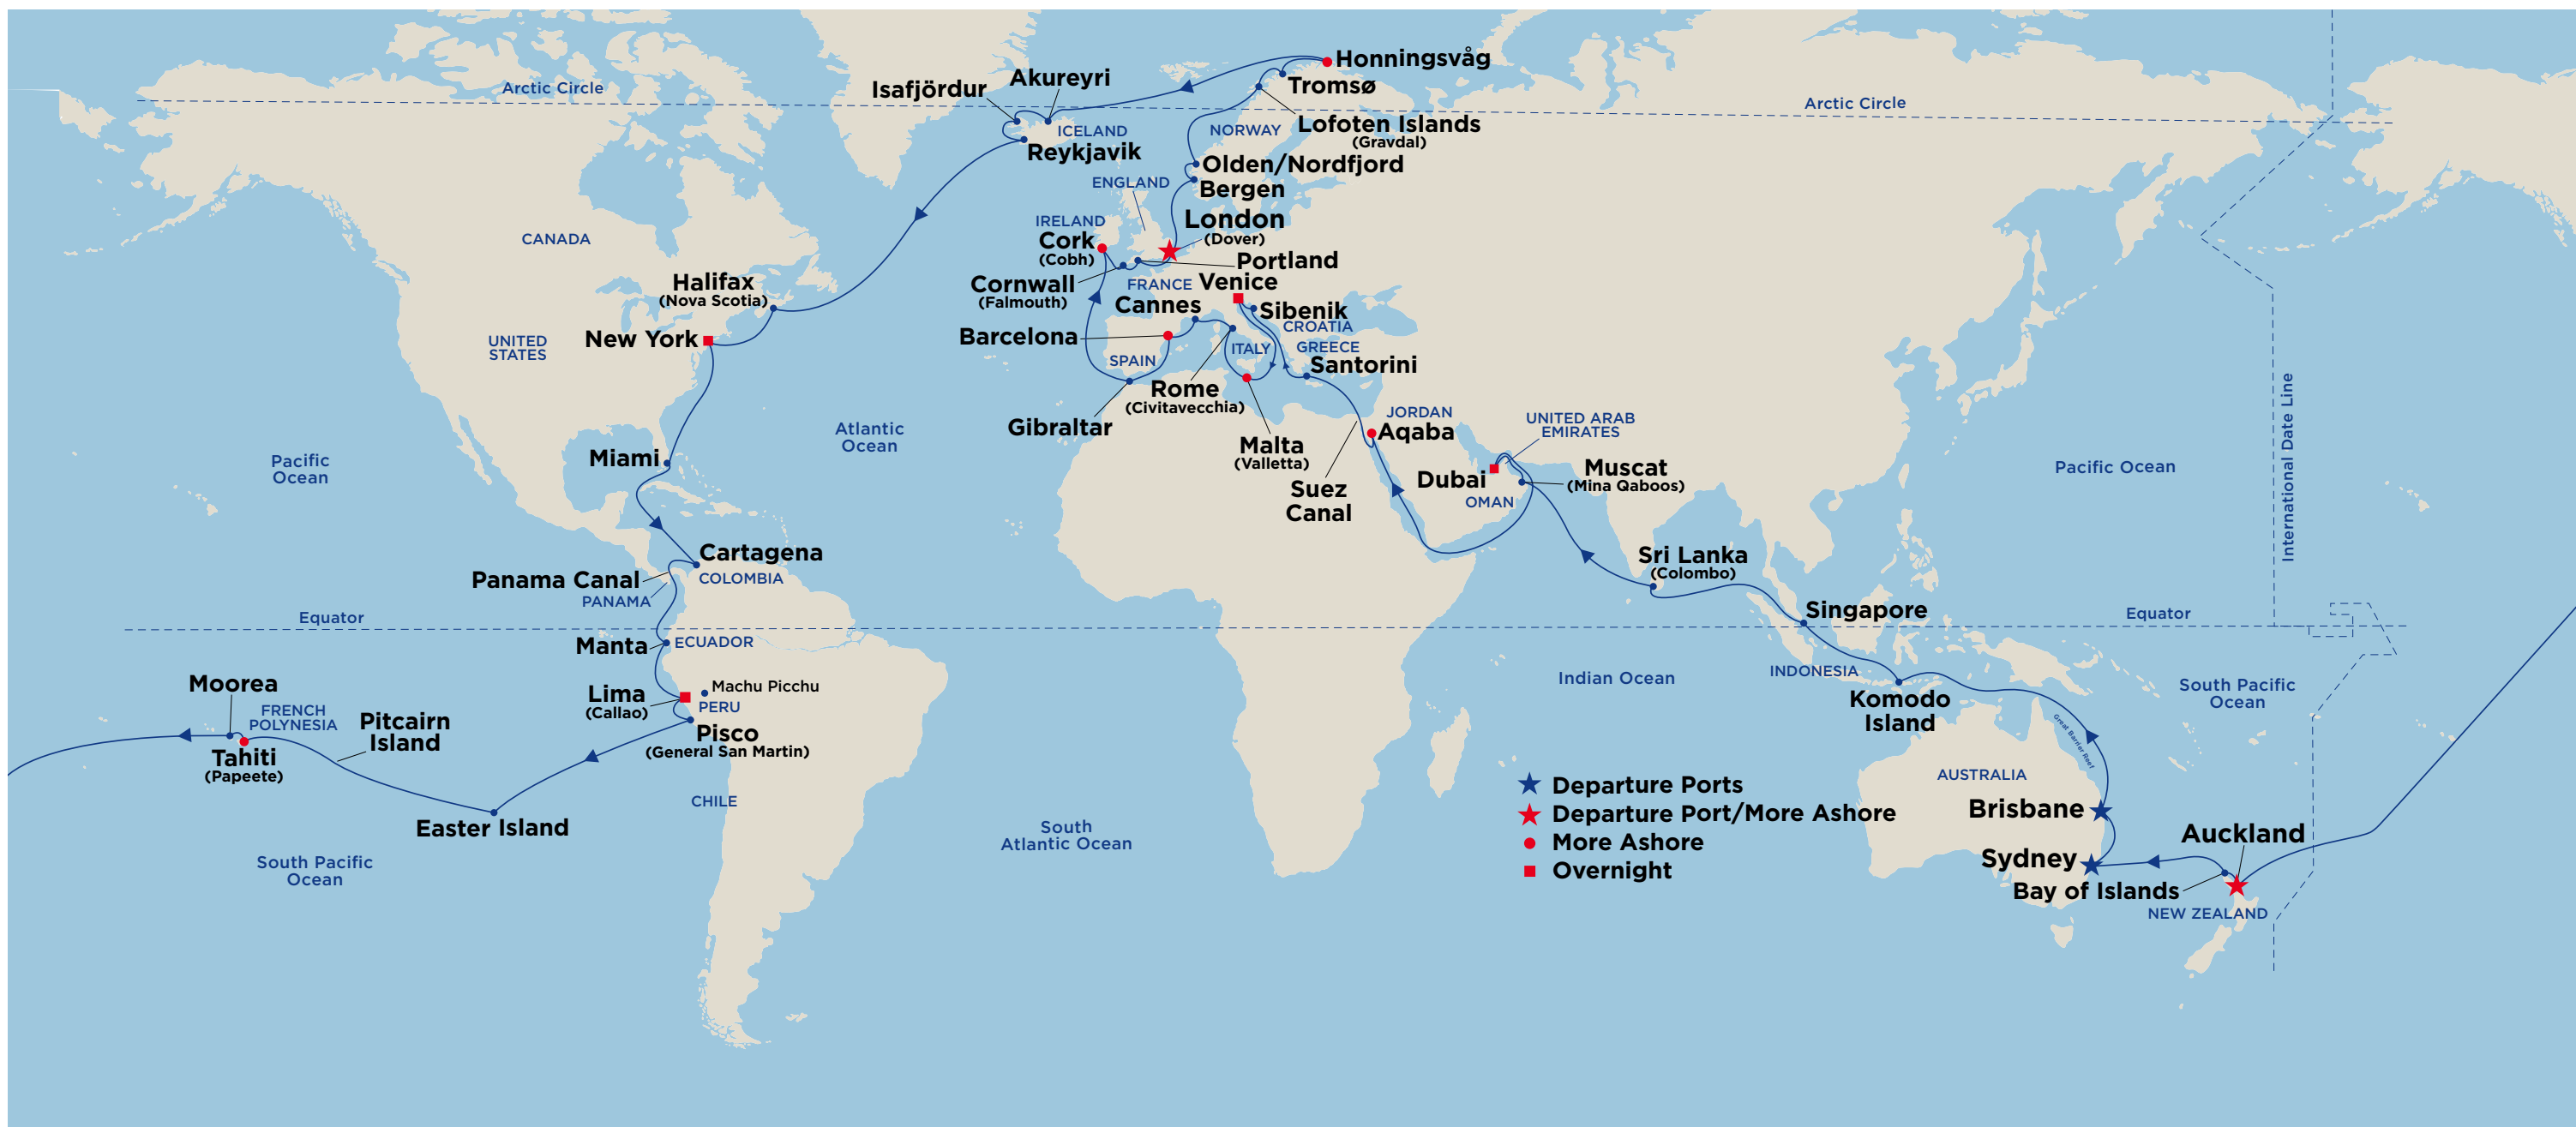 Honningsvåg
Akureyri
Tromsø
Isafjördur
Arctic Circle
Arctic Circle
ICELAND
NORWAY
Lofoten Islands
(Gravdal)
Reykjavik
Olden/Nordfjord
ENGLAND
Bergen
IRELAND
London
(Dover)
CANADA
Cork
(Cobh)
Portland
Halifax
(Nova Scotia)
Cornwall
(Falmouth)
FRANCE
Venice
Cannes
Sibenik
CROATIA
New York
UNITED
STATES
Barcelona
SPAIN
ITALY
GREECE
Santorini
Rome
(Civitavecchia)
Gibraltar
Malta
(Valletta)
JORDAN
Aqaba
UNITED ARAB
EMIRATES
International Date Line
Atlantic
Ocean
Pacific
Ocean
Miami
Suez
Canal
Dubai
Muscat
(Mina Qaboos)
OMAN
Pacific Ocean
Cartagena
COLOMBIA
Panama Canal
PANAMA
Sri Lanka
(Colombo)
Singapore
Equator
Equator
Manta
ECUADOR
Moorea
FRENCH
POLYNESIA
Pitcairn
Island
Tahiti
(Papeete)
Machu Picchu
Lima
(Callao)
PERU
Pisco
(General San Martin)
Indian Ocean
INDONESIA
Komodo
Island
South Pacific
Ocean
Great Barrier Reef
Easter Island
CHILE
South Pacific
Ocean
South
Atlantic Ocean
Departure Ports
Departure Port/More Ashore
More Ashore
Overnight
AUSTRALIA
Brisbane
Sydney
Auckland
Bay of Islands
NEW ZEALAND